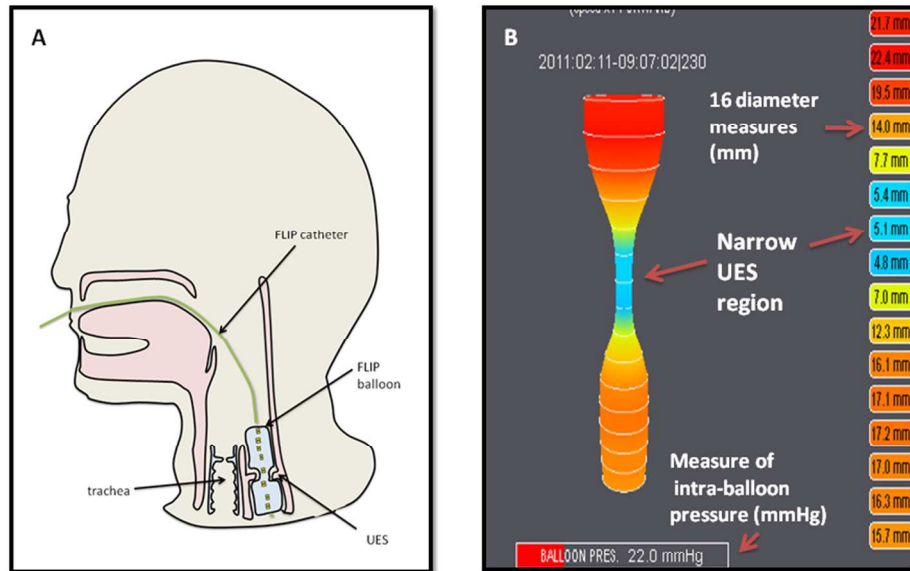 A
FLIP catheter
FLIP
balloon
trachea
UES
B
2011:02:11-09:07:02|230
16 diameter
measures
(mm)
Narrow
UES
region
Measure of
intra-balloon
pressure (mmHg)
BALLOON PRES. 22.0 mmHg
21.7 mm
22.4 mm
19.5 mm
14.0 mm
7.7 mm
5.4 mm
5.1 mm
4.8 mm
7.0 mm
12.3 mm
16.1 mm
17.1 mm
17.2 mm
17.0 mm
16.3 mm
15.7 mm